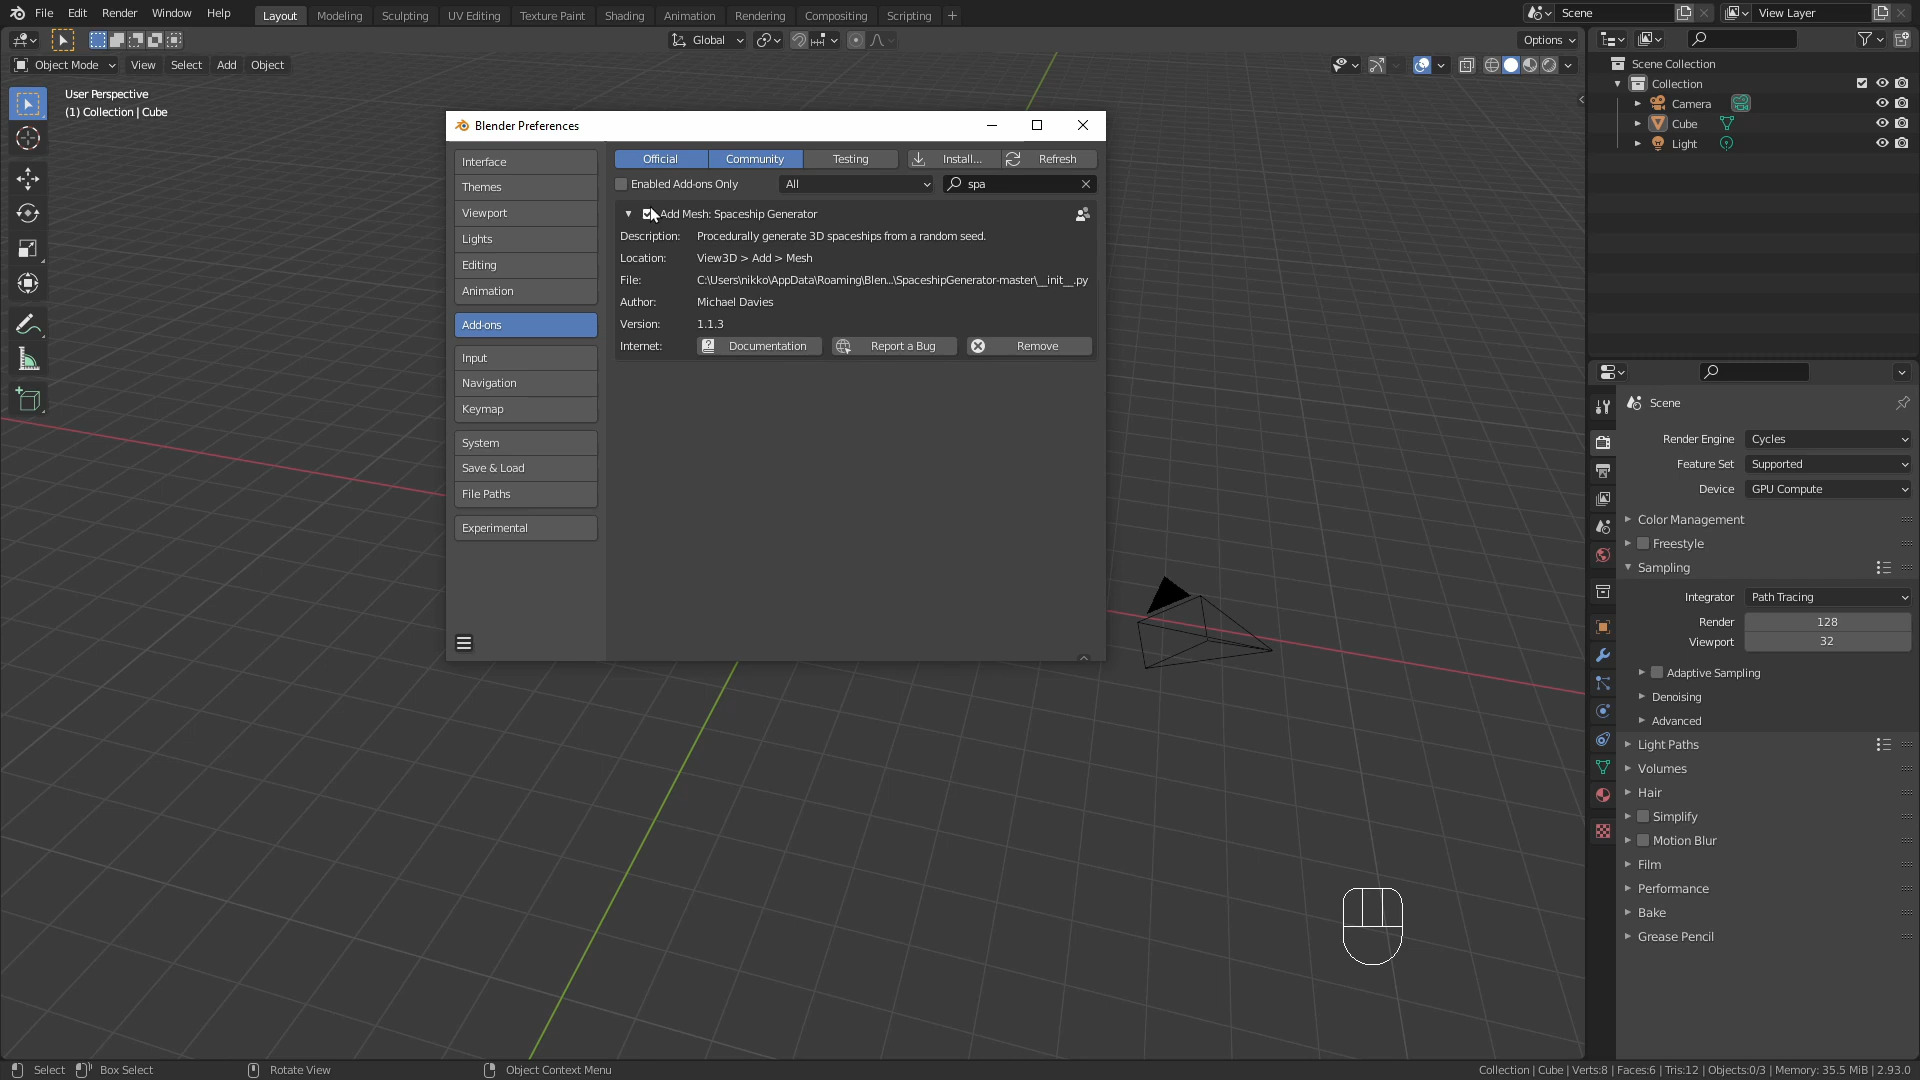 File Edit Render Window Help Layout Modeling Sculpting UV Editing Texture Paint Shading Animation Rendering Compositing Scripting + Scene View Layer
Global Options
Object Mode View Select Add Object
User Perspective
(1) Collection | Cube
Scene Collection
Collection
Camera
Cube
Light
Blender Preferences
Interface
Themes
Viewport
Lights
Editing
Animation
Add-ons
Input
Navigation
Keymap
System
Save & Load
File Paths
Experimental
Official Community Testing Install... Refresh
Enabled Add-ons Only All spa
Add Mesh: Spaceship Generator
Description: Procedurally generate 3D spaceships from a random seed.
Location: View3D > Add > Mesh
File: C:\Users\nikko\AppData\Roaming\Blen...\SpaceshipGenerator-master\__init__.py
Author: Michael Davies
Version: 1.1.3
Internet: Documentation Report a Bug Remove
Scene
Render Engine Cycles
Feature Set Supported
Device GPU Compute
Color Management
Freestyle
Sampling
Integrator Path Tracing
Render 128
Viewport 32
Adaptive Sampling
Denoising
Advanced
Light Paths
Volumes
Hair
Simplify
Motion Blur
Film
Performance
Bake
Grease Pencil
Select Box Select Rotate View Object Context Menu Collection | Cube | Verts:8 | Faces:6 | Tris:12 | Objects:0/3 | Memory: 35.5 MiB | 2.93.0